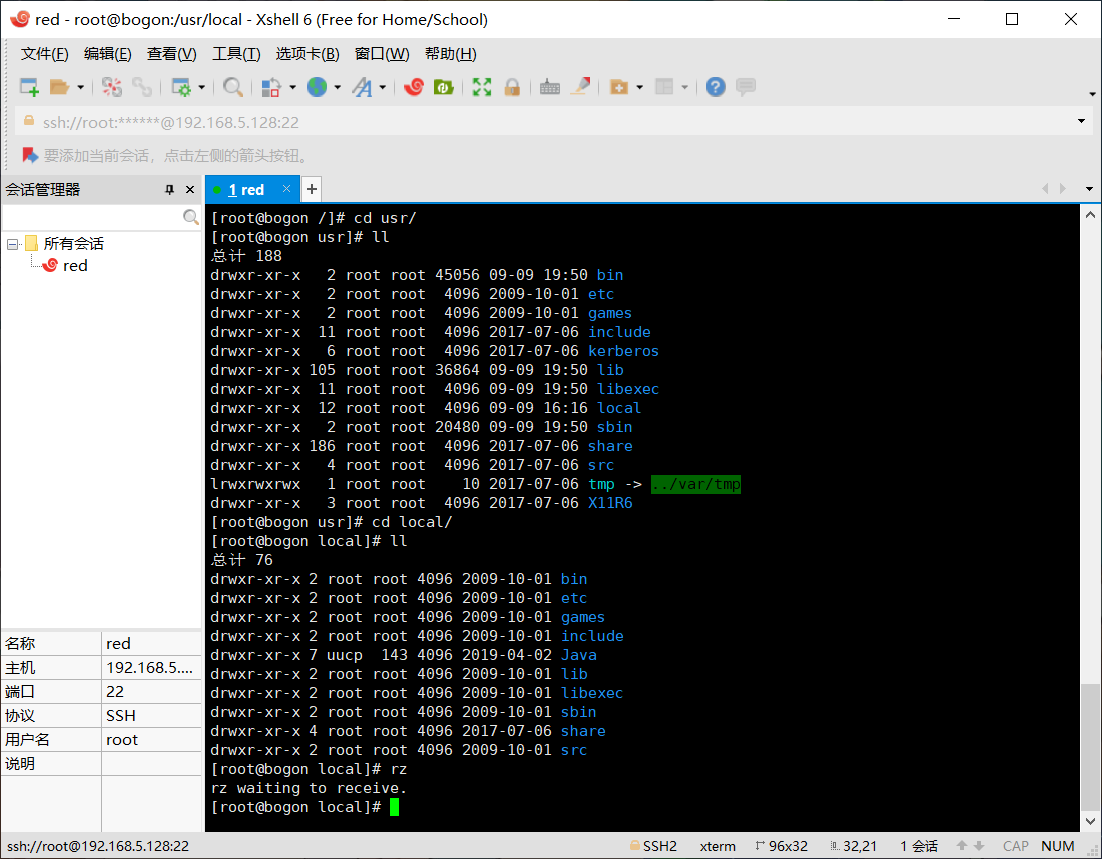 red - root@bogon:/usr/local - Xshell 6 (Free for Home/School)
文件(F) 编辑(E) 查看(V) 工具(T) 选项卡(B) 窗口(W) 帮助(H)
ssh://root:******@192.168.5.128:22
要添加当前会话，点击左侧的箭头按钮。
会话管理器
1 red
所有会话
red
名称 red
主机 192.168.5....
端口 22
协议 SSH
用户名 root
说明
[root@bogon /]# cd usr/
[root@bogon usr]# ll
总计 188
drwxr-xr-x   2 root root 45056 09-09 19:50 bin
drwxr-xr-x   2 root root  4096 2009-10-01 etc
drwxr-xr-x   2 root root  4096 2009-10-01 games
drwxr-xr-x  11 root root  4096 2017-07-06 include
drwxr-xr-x   6 root root  4096 2017-07-06 kerberos
drwxr-xr-x 105 root root 36864 09-09 19:50 lib
drwxr-xr-x  11 root root  4096 09-09 19:50 libexec
drwxr-xr-x  12 root root  4096 09-09 16:16 local
drwxr-xr-x   2 root root 20480 09-09 19:50 sbin
drwxr-xr-x 186 root root  4096 2017-07-06 share
drwxr-xr-x   4 root root  4096 2017-07-06 src
lrwxrwxrwx   1 root root    10 2017-07-06 tmp -> ../var/tmp
drwxr-xr-x   3 root root  4096 2017-07-06 X11R6
[root@bogon usr]# cd local/
[root@bogon local]# ll
总计 76
drwxr-xr-x 2 root root 4096 2009-10-01 bin
drwxr-xr-x 2 root root 4096 2009-10-01 etc
drwxr-xr-x 2 root root 4096 2009-10-01 games
drwxr-xr-x 2 root root 4096 2009-10-01 include
drwxr-xr-x 7 uucp  143 4096 2019-04-02 Java
drwxr-xr-x 2 root root 4096 2009-10-01 lib
drwxr-xr-x 2 root root 4096 2009-10-01 libexec
drwxr-xr-x 2 root root 4096 2009-10-01 sbin
drwxr-xr-x 4 root root 4096 2017-07-06 share
drwxr-xr-x 2 root root 4096 2009-10-01 src
[root@bogon local]# rz
rz waiting to receive.
[root@bogon local]#
ssh://root@192.168.5.128:22 SSH2 xterm 96x32 32,21 1 会话 CAP NUM